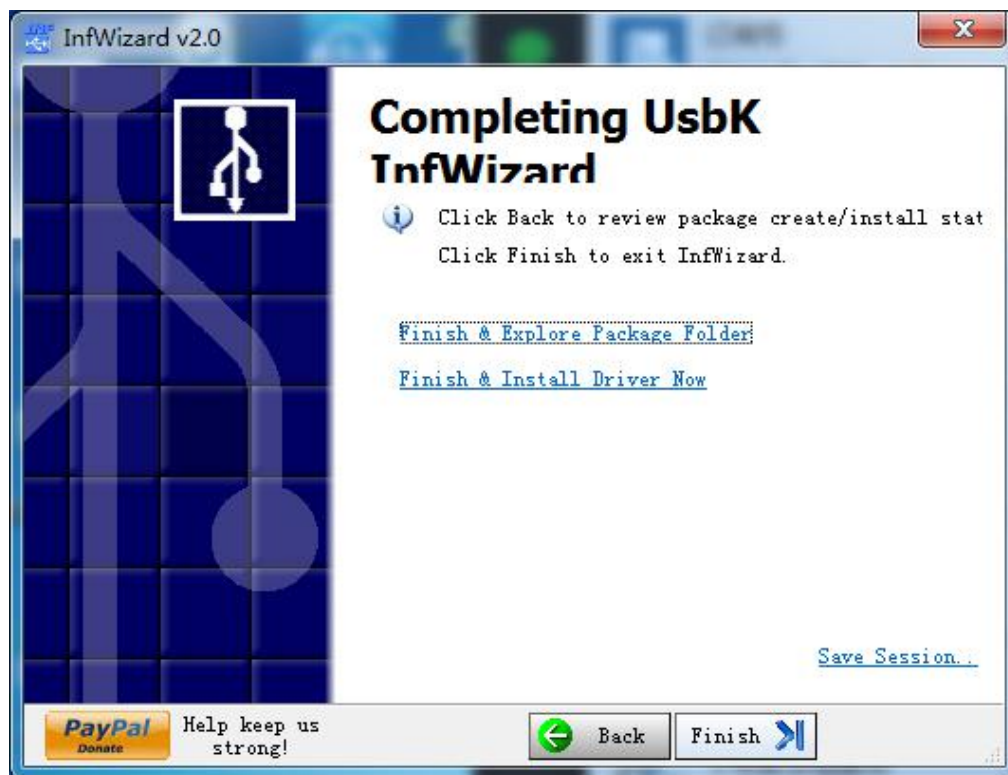 InfWizard v2.0
Completing UsbK
InfWizard
Click Back to review package create/install stat
Click Finish to exit InfWizard.
Finish & Explore Package Folder
Finish & Install Driver Now
Save Session..
PayPal
Donate
Help keep us
strong!
Back
Finish